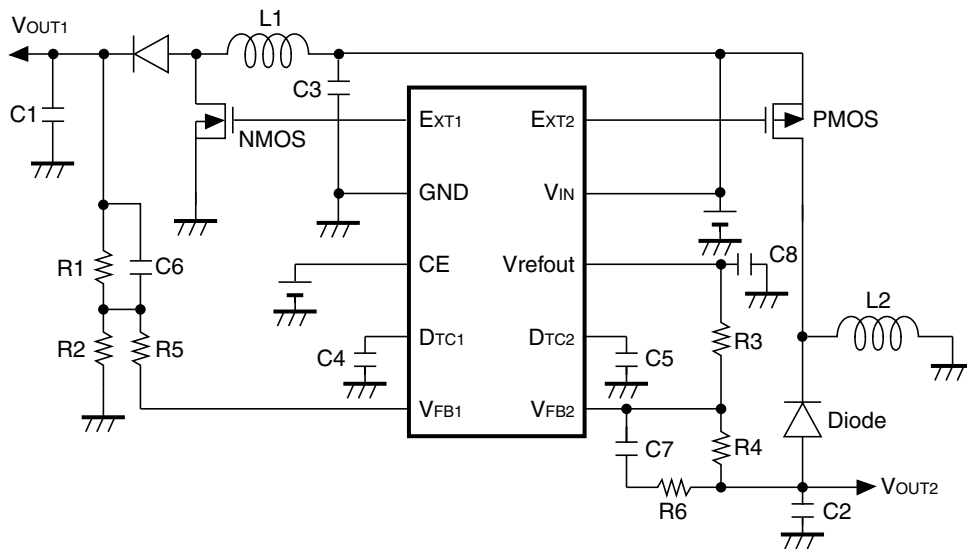 VOUT1
L1
C1
C3
NMOS
EXT1
EXT2
PMOS
GND
VIN
R1
C6
CE
Vrefout
C8
L2
R2
R5
C4
DTC1
DTC2
C5
R3
VFB1
VFB2
C7
R4
Diode
R6
C2
VOUT2